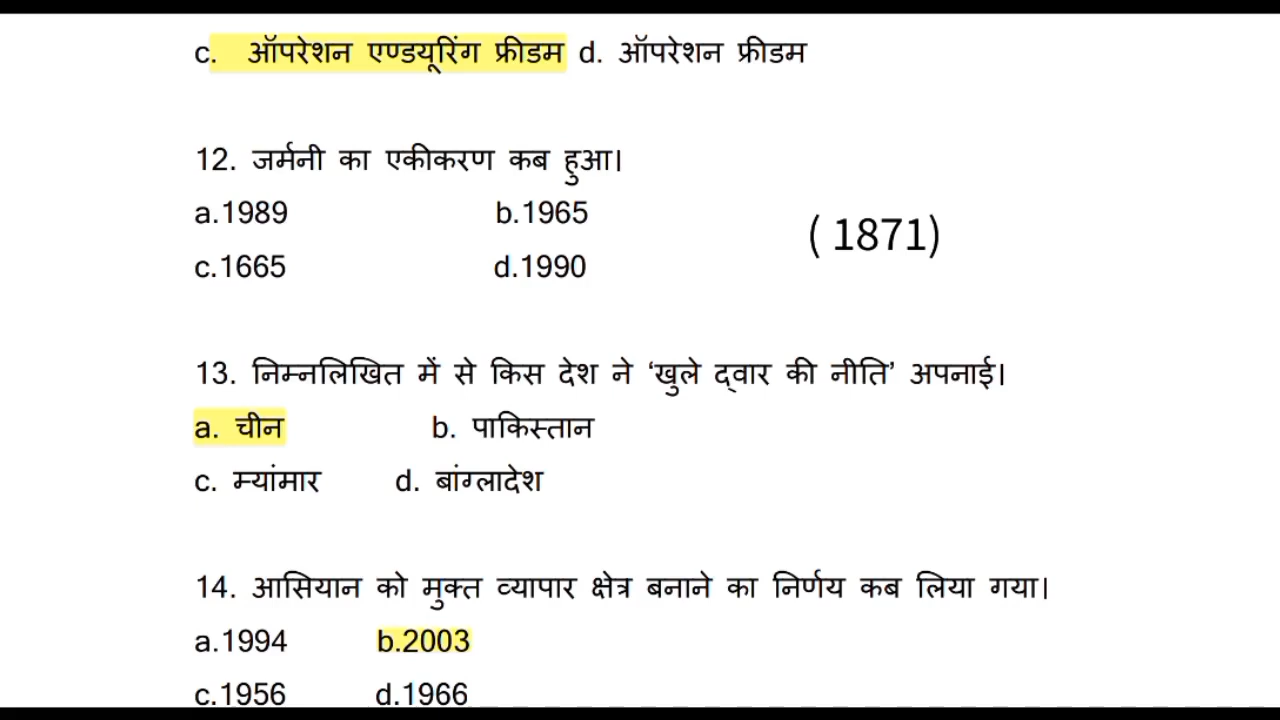 c. ऑपरेशन एण्डयूरिंग फ्रीडम d. ऑपरेशन फ्रीडम
12. जर्मनी का एकीकरण कब हुआ।
a.1989 b.1965
( 1871)
c.1665 d.1990
13. निम्नलिखित में से किस देश ने ‘खुले द्वार की नीति’ अपनाई।
a. चीन b. पाकिस्तान
c. म्यांमार d. बांग्लादेश
14. आसियान को मुक्त व्यापार क्षेत्र बनाने का निर्णय कब लिया गया।
a.1994 b.2003
c.1956 d.1966